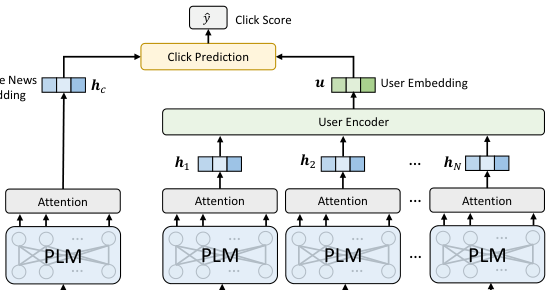 ŷ Click Score
Click Prediction
e News
dding
h_c
u User Embedding
User Encoder
h_1 h_2 ... h_N
Attention Attention Attention ... Attention
... ... ... ...
PLM PLM PLM ... PLM